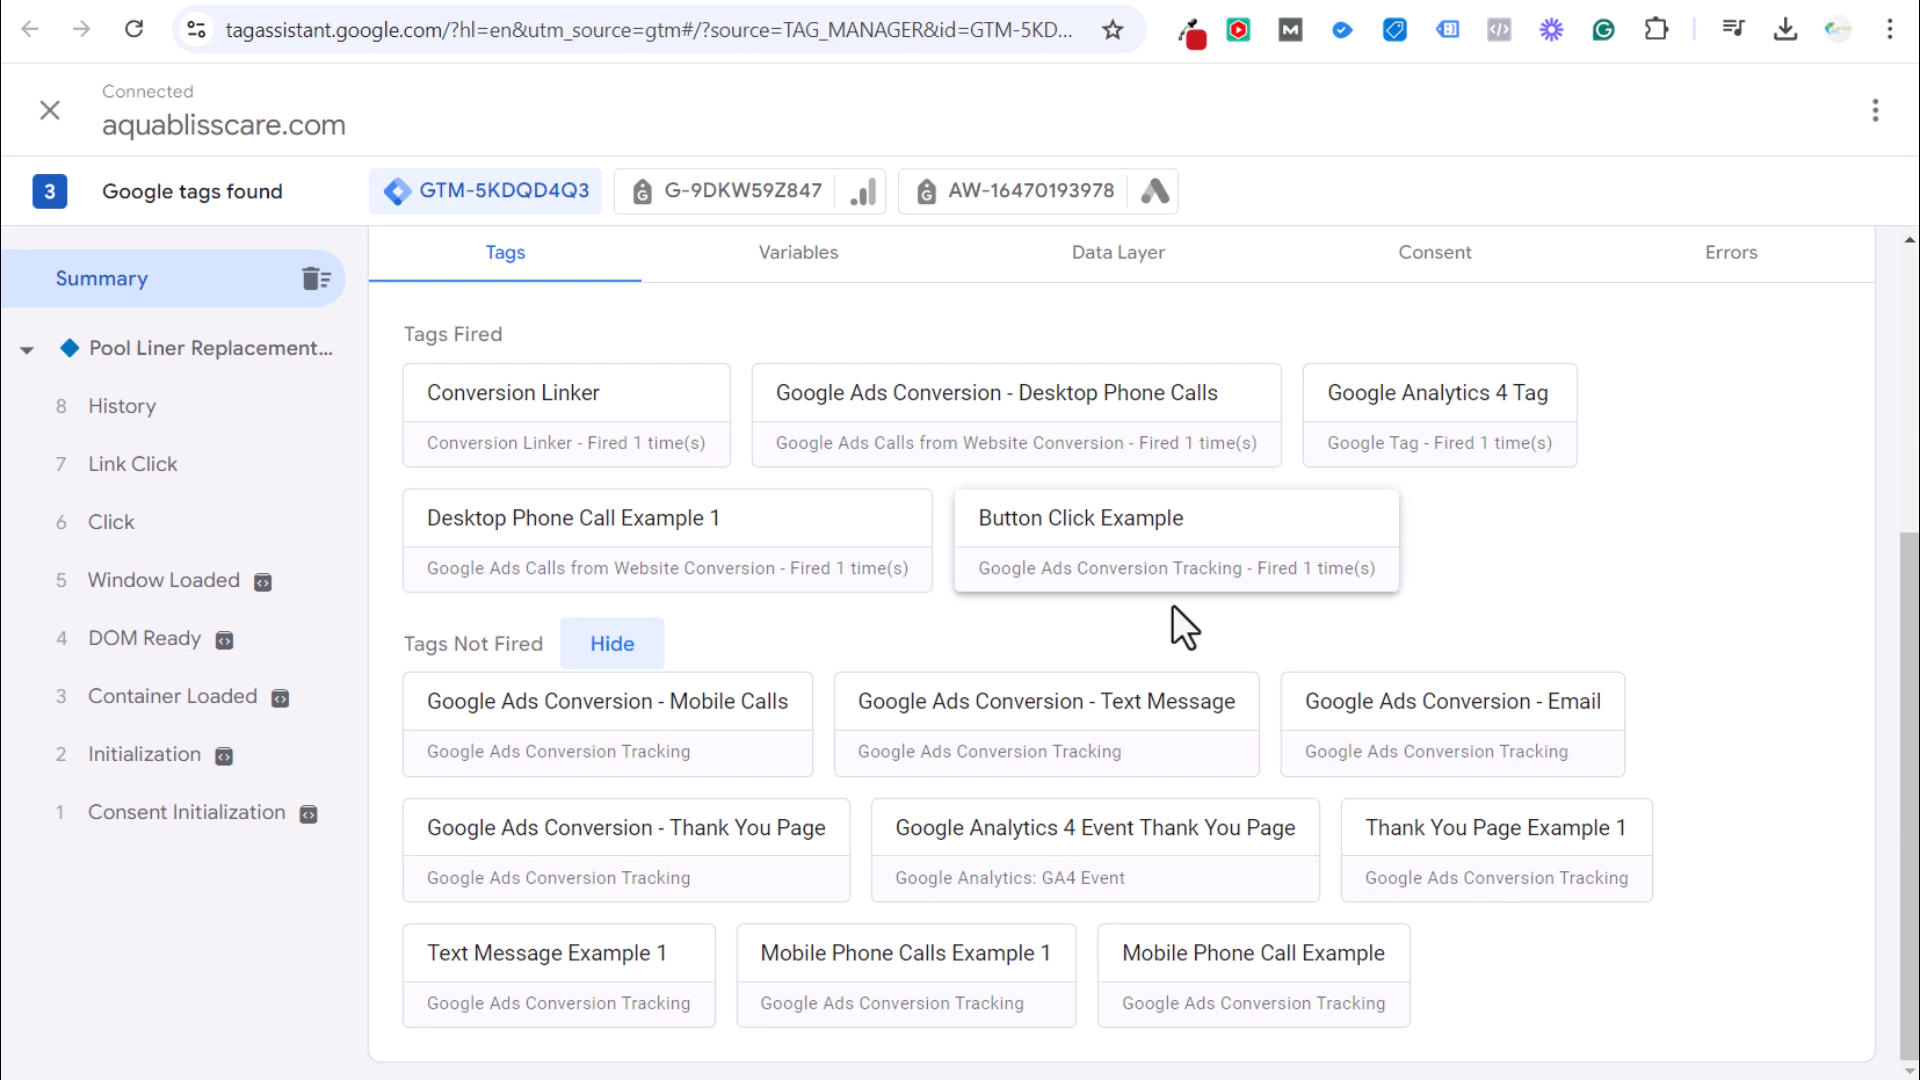 tagassistant.google.com/?hl=en&utm_source=gtm#/?source=TAG_MANAGER&id=GTM-5KD...
Connected
aquablisscare.com
3 Google tags found GTM-5KDQD4Q3 G-9DKW59Z847 AW-16470193978
Summary
Pool Liner Replacement...
8 History
7 Link Click
6 Click
5 Window Loaded
4 DOM Ready
3 Container Loaded
2 Initialization
1 Consent Initialization
Tags Variables Data Layer Consent Errors
Tags Fired
Conversion Linker
Conversion Linker - Fired 1 time(s)
Google Ads Conversion - Desktop Phone Calls
Google Ads Calls from Website Conversion - Fired 1 time(s)
Google Analytics 4 Tag
Google Tag - Fired 1 time(s)
Desktop Phone Call Example 1
Google Ads Calls from Website Conversion - Fired 1 time(s)
Button Click Example
Google Ads Conversion Tracking - Fired 1 time(s)
Tags Not Fired Hide
Google Ads Conversion - Mobile Calls
Google Ads Conversion Tracking
Google Ads Conversion - Text Message
Google Ads Conversion Tracking
Google Ads Conversion - Email
Google Ads Conversion Tracking
Google Ads Conversion - Thank You Page
Google Ads Conversion Tracking
Google Analytics 4 Event Thank You Page
Google Analytics: GA4 Event
Thank You Page Example 1
Google Ads Conversion Tracking
Text Message Example 1
Google Ads Conversion Tracking
Mobile Phone Calls Example 1
Google Ads Conversion Tracking
Mobile Phone Call Example
Google Ads Conversion Tracking